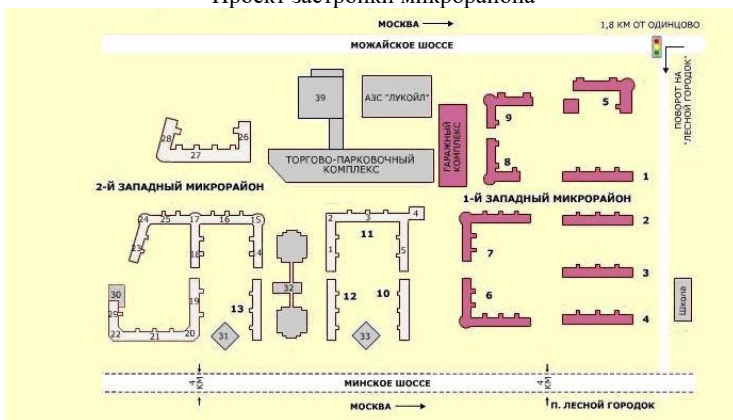 Проект застройки микрорайона
МОСКВА
1,8 КМ ОТ ОДИНЦОВО
МОЖАЙСКОЕ ШОССЕ
ПОВОРОТ НА
"ЛЕСНОЙ ГОРОДОК"
39
АЗС "ЛУКОЙЛ"
ГАРАЖНЫЙ
КОМПЛЕКС
9
5
28
26
27
ТОРГОВО-ПАРКОВОЧНЫЙ
КОМПЛЕКС
8
1
2-Й ЗАПАДНЫЙ МИКРОРАЙОН
1-Й ЗАПАДНЫЙ МИКРОРАЙОН
24
25
17
16
15
2
3
4
2
11
23
18
14
1
5
7
3
30
19
13
32
12
10
6
Школа
29
22
21
20
31
33
4
4 КМ
МИНСКОЕ ШОССЕ
4 КМ
МОСКВА
П. ЛЕСНОЙ ГОРОДОК